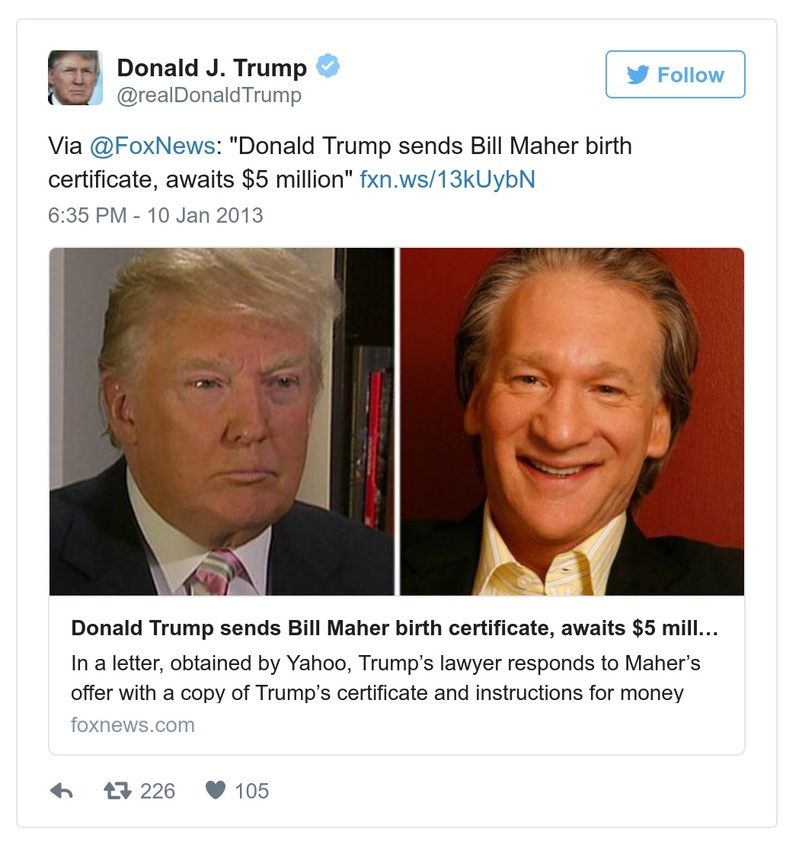 Donald J. Trump
@realDonaldTrump
Follow
Via @FoxNews: "Donald Trump sends Bill Maher birth
certificate, awaits $5 million" fxn.ws/13kUybN
6:35 PM - 10 Jan 2013
Donald Trump sends Bill Maher birth certificate, awaits $5 mill…
In a letter, obtained by Yahoo, Trump’s lawyer responds to Maher’s
offer with a copy of Trump’s certificate and instructions for money
foxnews.com
226 105